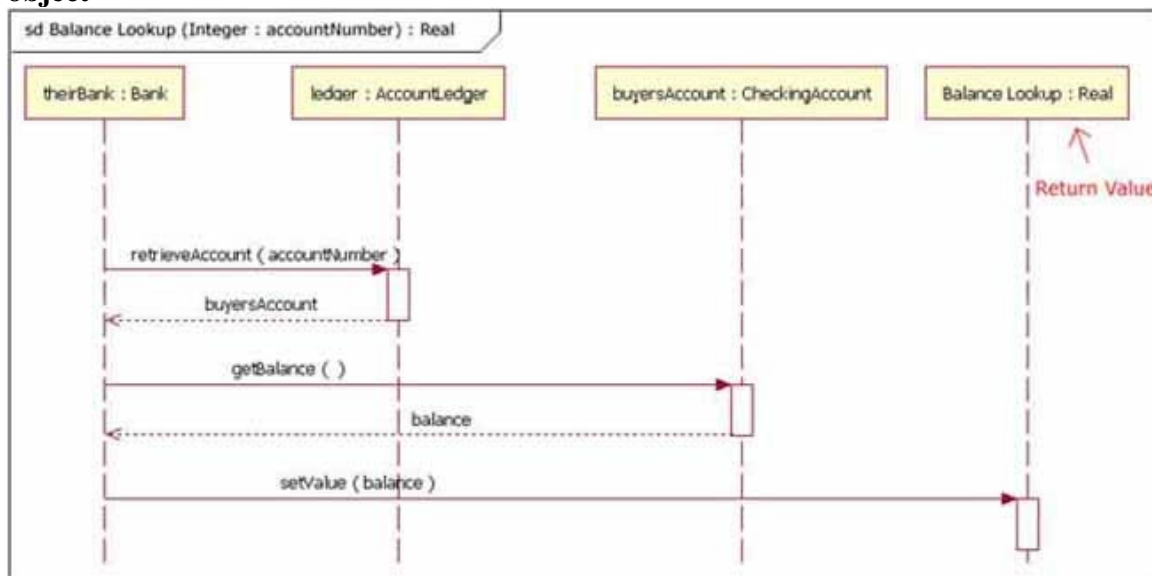 object
sd Balance Lookup (Integer : accountNumber) : Real
theirBank : Bank
ledger : AccountLedger
buyersAccount : CheckingAccount
Balance Lookup : Real
Return Value
retrieveAccount ( accountNumber )
buyersAccount
getBalance ( )
balance
setValue ( balance )